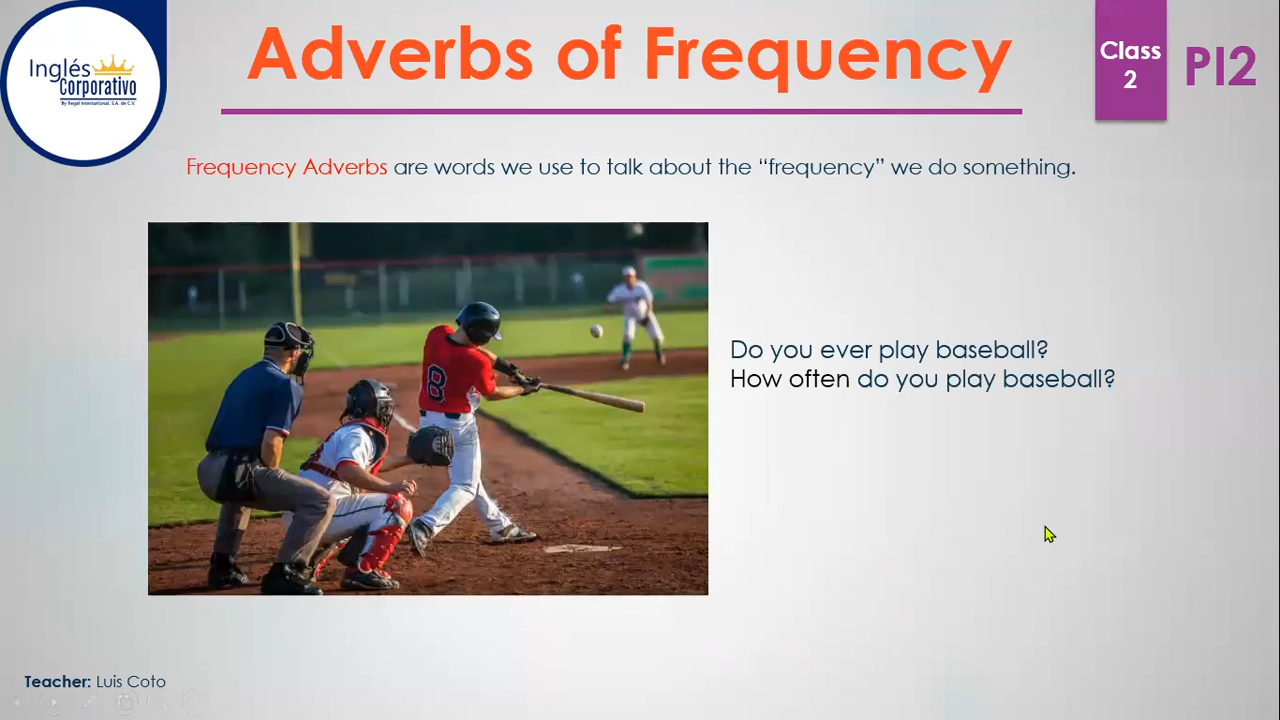 Inglés
Corporativo
By Regal International, S.A. de C.V.
Adverbs of Frequency
Class
2
PI2
Frequency Adverbs are words we use to talk about the “frequency” we do something.
8
Do you ever play baseball?
How often do you play baseball?
Teacher: Luis Coto